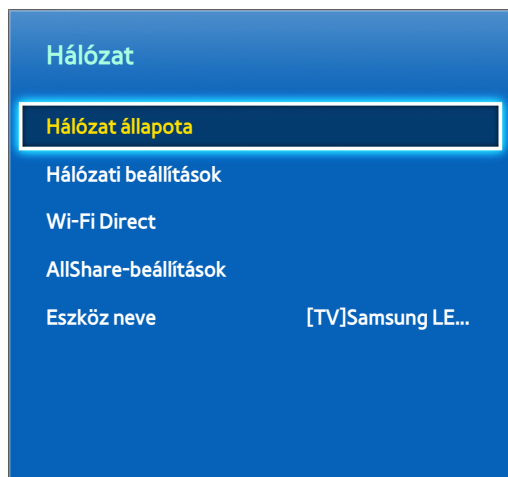 Hálózat
Hálózat állapota
Hálózati beállítások
Wi-Fi Direct
AllShare-beállítások
Eszköz neve [TV]Samsung LE...